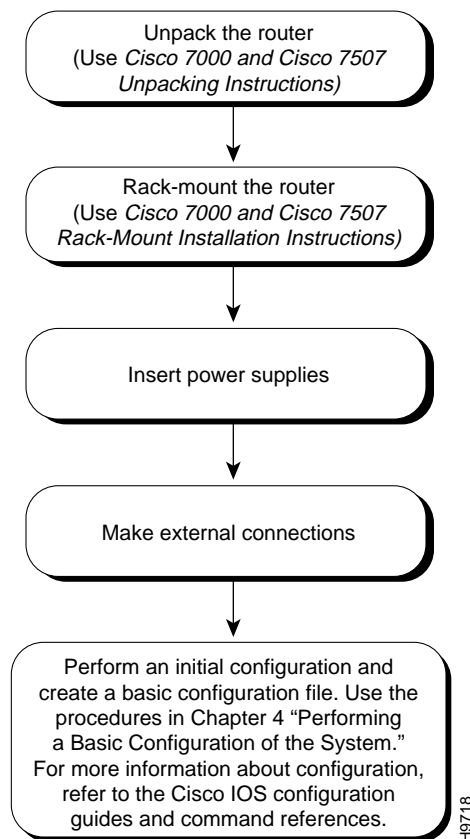 Unpack the router
(Use Cisco 7000 and Cisco 7507
Unpacking Instructions)
Rack-mount the router
(Use Cisco 7000 and Cisco 7507
Rack-Mount Installation Instructions)
Insert power supplies
Make external connections
Perform an initial configuration and
create a basic configuration file. Use the
procedures in Chapter 4 “Performing
a Basic Configuration of the System.”
For more information about configuration,
refer to the Cisco IOS configuration
guides and command references.
H9718